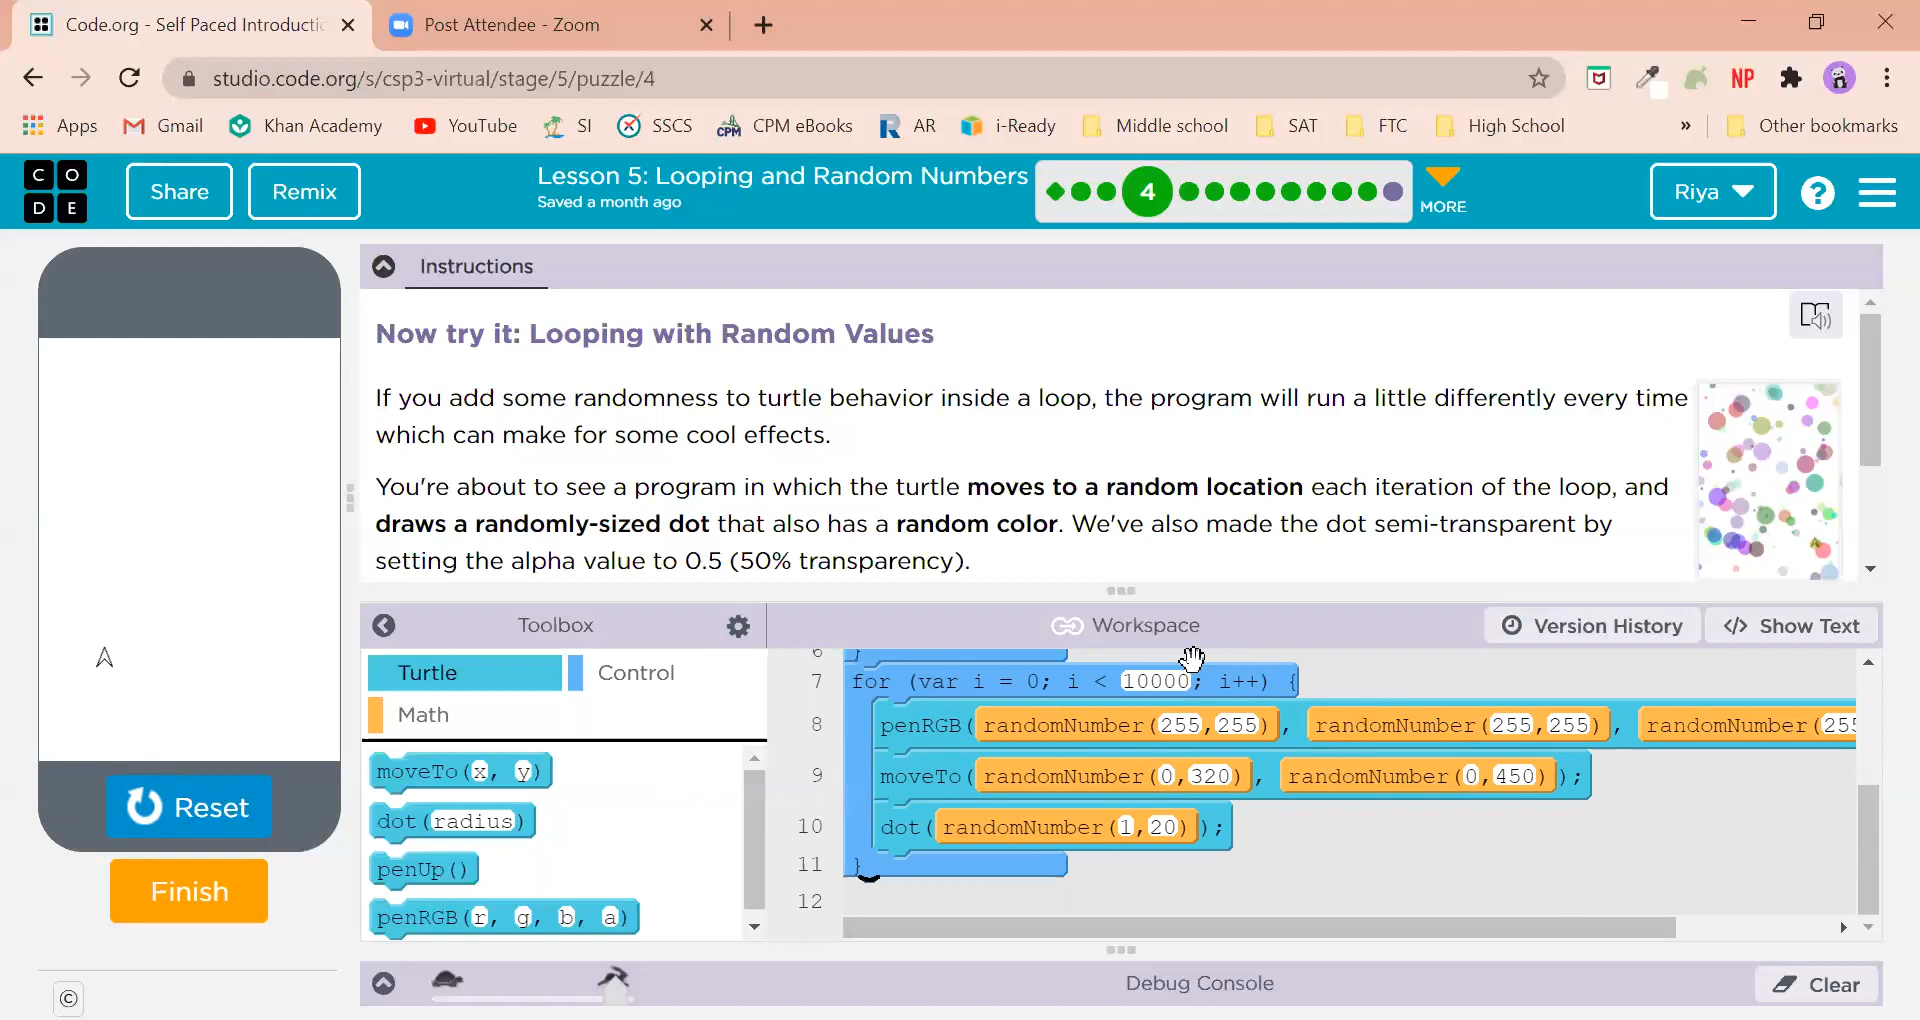 Code.org - Self Paced Introductio
Post Attendee - Zoom
studio.code.org/s/csp3-virtual/stage/5/puzzle/4
NP
Apps
Gmail
Khan Academy
YouTube
SI
SSCS
CPM
CPM eBooks
AR
i-Ready
Middle school
SAT
FTC
High School
»
Other bookmarks
C O
D E
Share
Remix
Lesson 5: Looping and Random Numbers
Saved a month ago
4
MORE
Riya
?
Instructions
Now try it: Looping with Random Values
If you add some randomness to turtle behavior inside a loop, the program will run a little differently every time
which can make for some cool effects.
You're about to see a program in which the turtle moves to a random location each iteration of the loop, and
draws a randomly-sized dot that also has a random color. We've also made the dot semi-transparent by
setting the alpha value to 0.5 (50% transparency).
Toolbox
Workspace
Version History
</> Show Text
Turtle
Control
Math
moveTo(x, y)
dot(radius)
penUp()
penRGB(r, g, b, a)
6 }
7 for (var i = 0; i < 10000; i++) {
8 penRGB(randomNumber(255,255), randomNumber(255,255), randomNumber(255
9 moveTo(randomNumber(0,320), randomNumber(0,450));
10 dot(randomNumber(1,20));
11 }
12
Reset
Finish
©
Debug Console
Clear